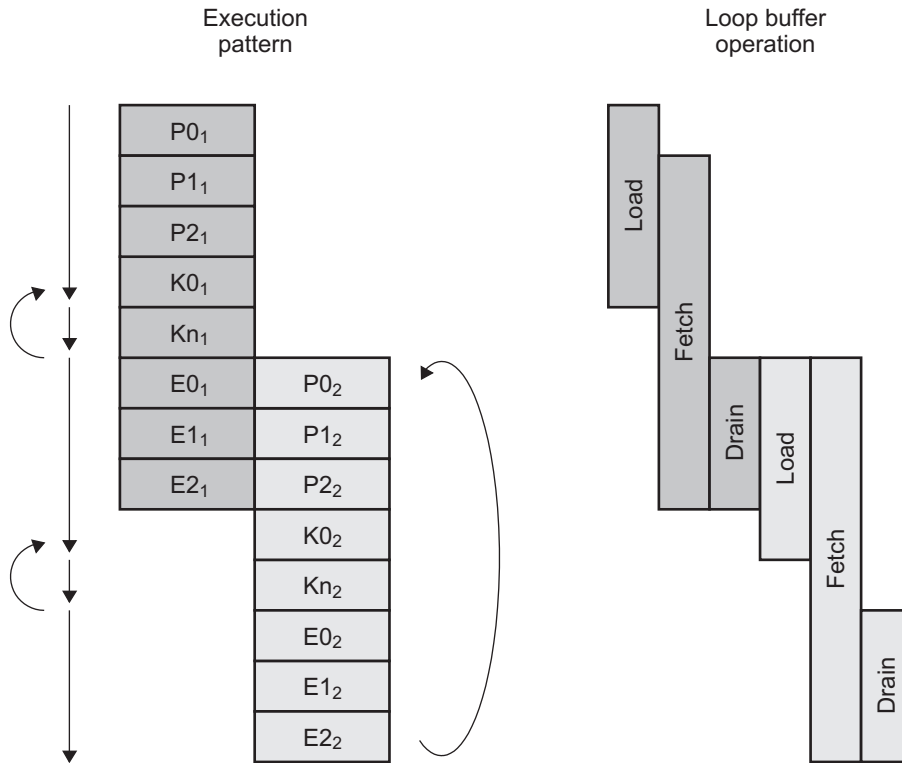 Execution
pattern
Loop buffer
operation
P0₁
P1₁
P2₁
K0₁
Kn₁
E0₁
E1₁
E2₁
P0₂
P1₂
P2₂
K0₂
Kn₂
E0₂
E1₂
E2₂
Load
Fetch
Drain
Load
Fetch
Drain